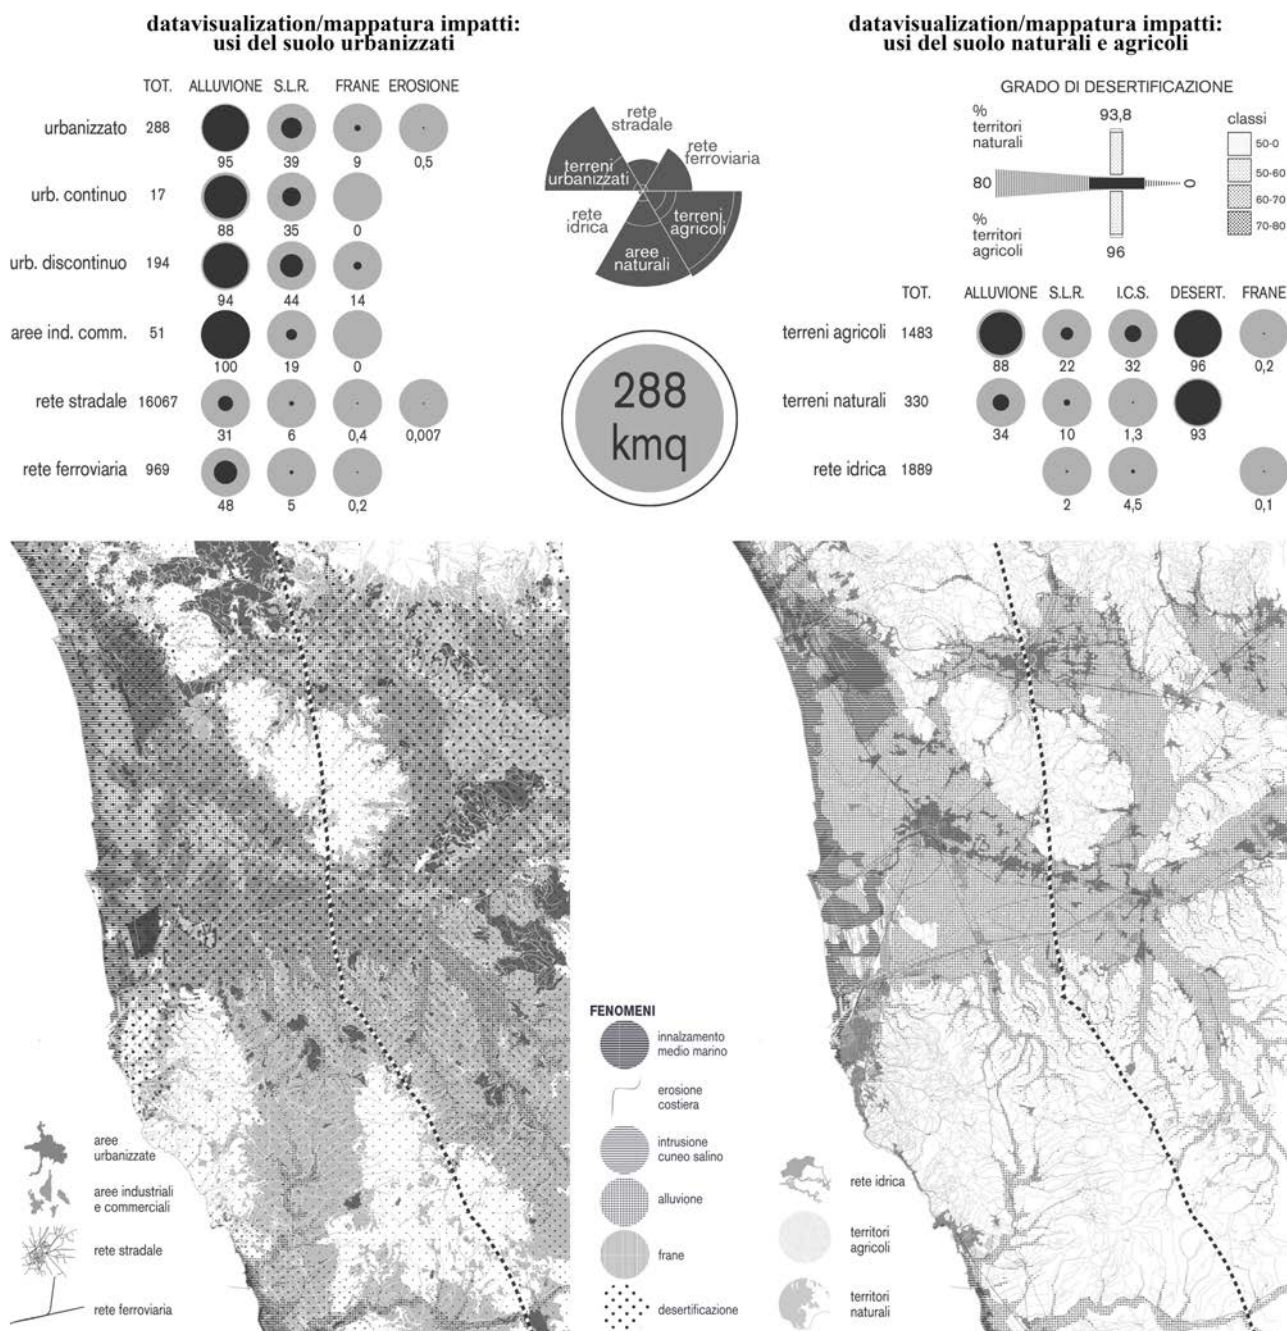 datavisualization/mappatura impatti:
usi del suolo urbanizzati
TOT. ALLUVIONE S.L.R. FRANE EROSIONE
urbanizzato 288
95 39 9 0,5
urb. continuo 17
88 35 0
urb. discontinuo 194
94 44 14
aree ind. comm. 51
100 19 0
rete stradale 16067
31 6 0,4 0,007
rete ferroviaria 969
48 5 0,2
rete
stradale
rete
ferroviaria
terreni
urbanizzati
rete
idrica
terreni
agricoli
aree
naturali
288
kmq
datavisualization/mappatura impatti:
usi del suolo naturali e agricoli
GRADO DI DESERTIFICAZIONE
%
territori
naturali
93,8
80
0
%
territori
agricoli
96
classi
50-0
50-60
60-70
70-80
TOT. ALLUVIONE S.L.R. I.C.S. DESERT. FRANE
terreni agricoli 1483
88 22 32 96 0,2
terreni naturali 330
34 10 1,3 93
rete idrica 1889
2 4,5 0,1
aree
urbanizzate
aree industriali
e commerciali
rete stradale
rete ferroviaria
FENOMENI
innalzamento
medio marino
erosione
costiera
intrusione
cuneo salino
alluvione
frane
desertificazione
rete idrica
territori
agricoli
territori
naturali